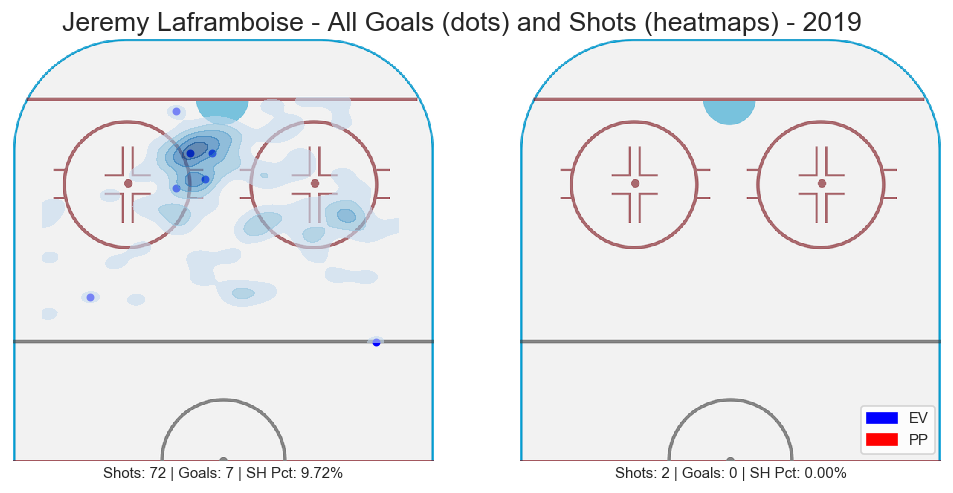 Jeremy Laframboise - All Goals (dots) and Shots (heatmaps) - 2019
EV
PP
Shots: 72 | Goals: 7 | SH Pct: 9.72%
Shots: 2 | Goals: 0 | SH Pct: 0.00%